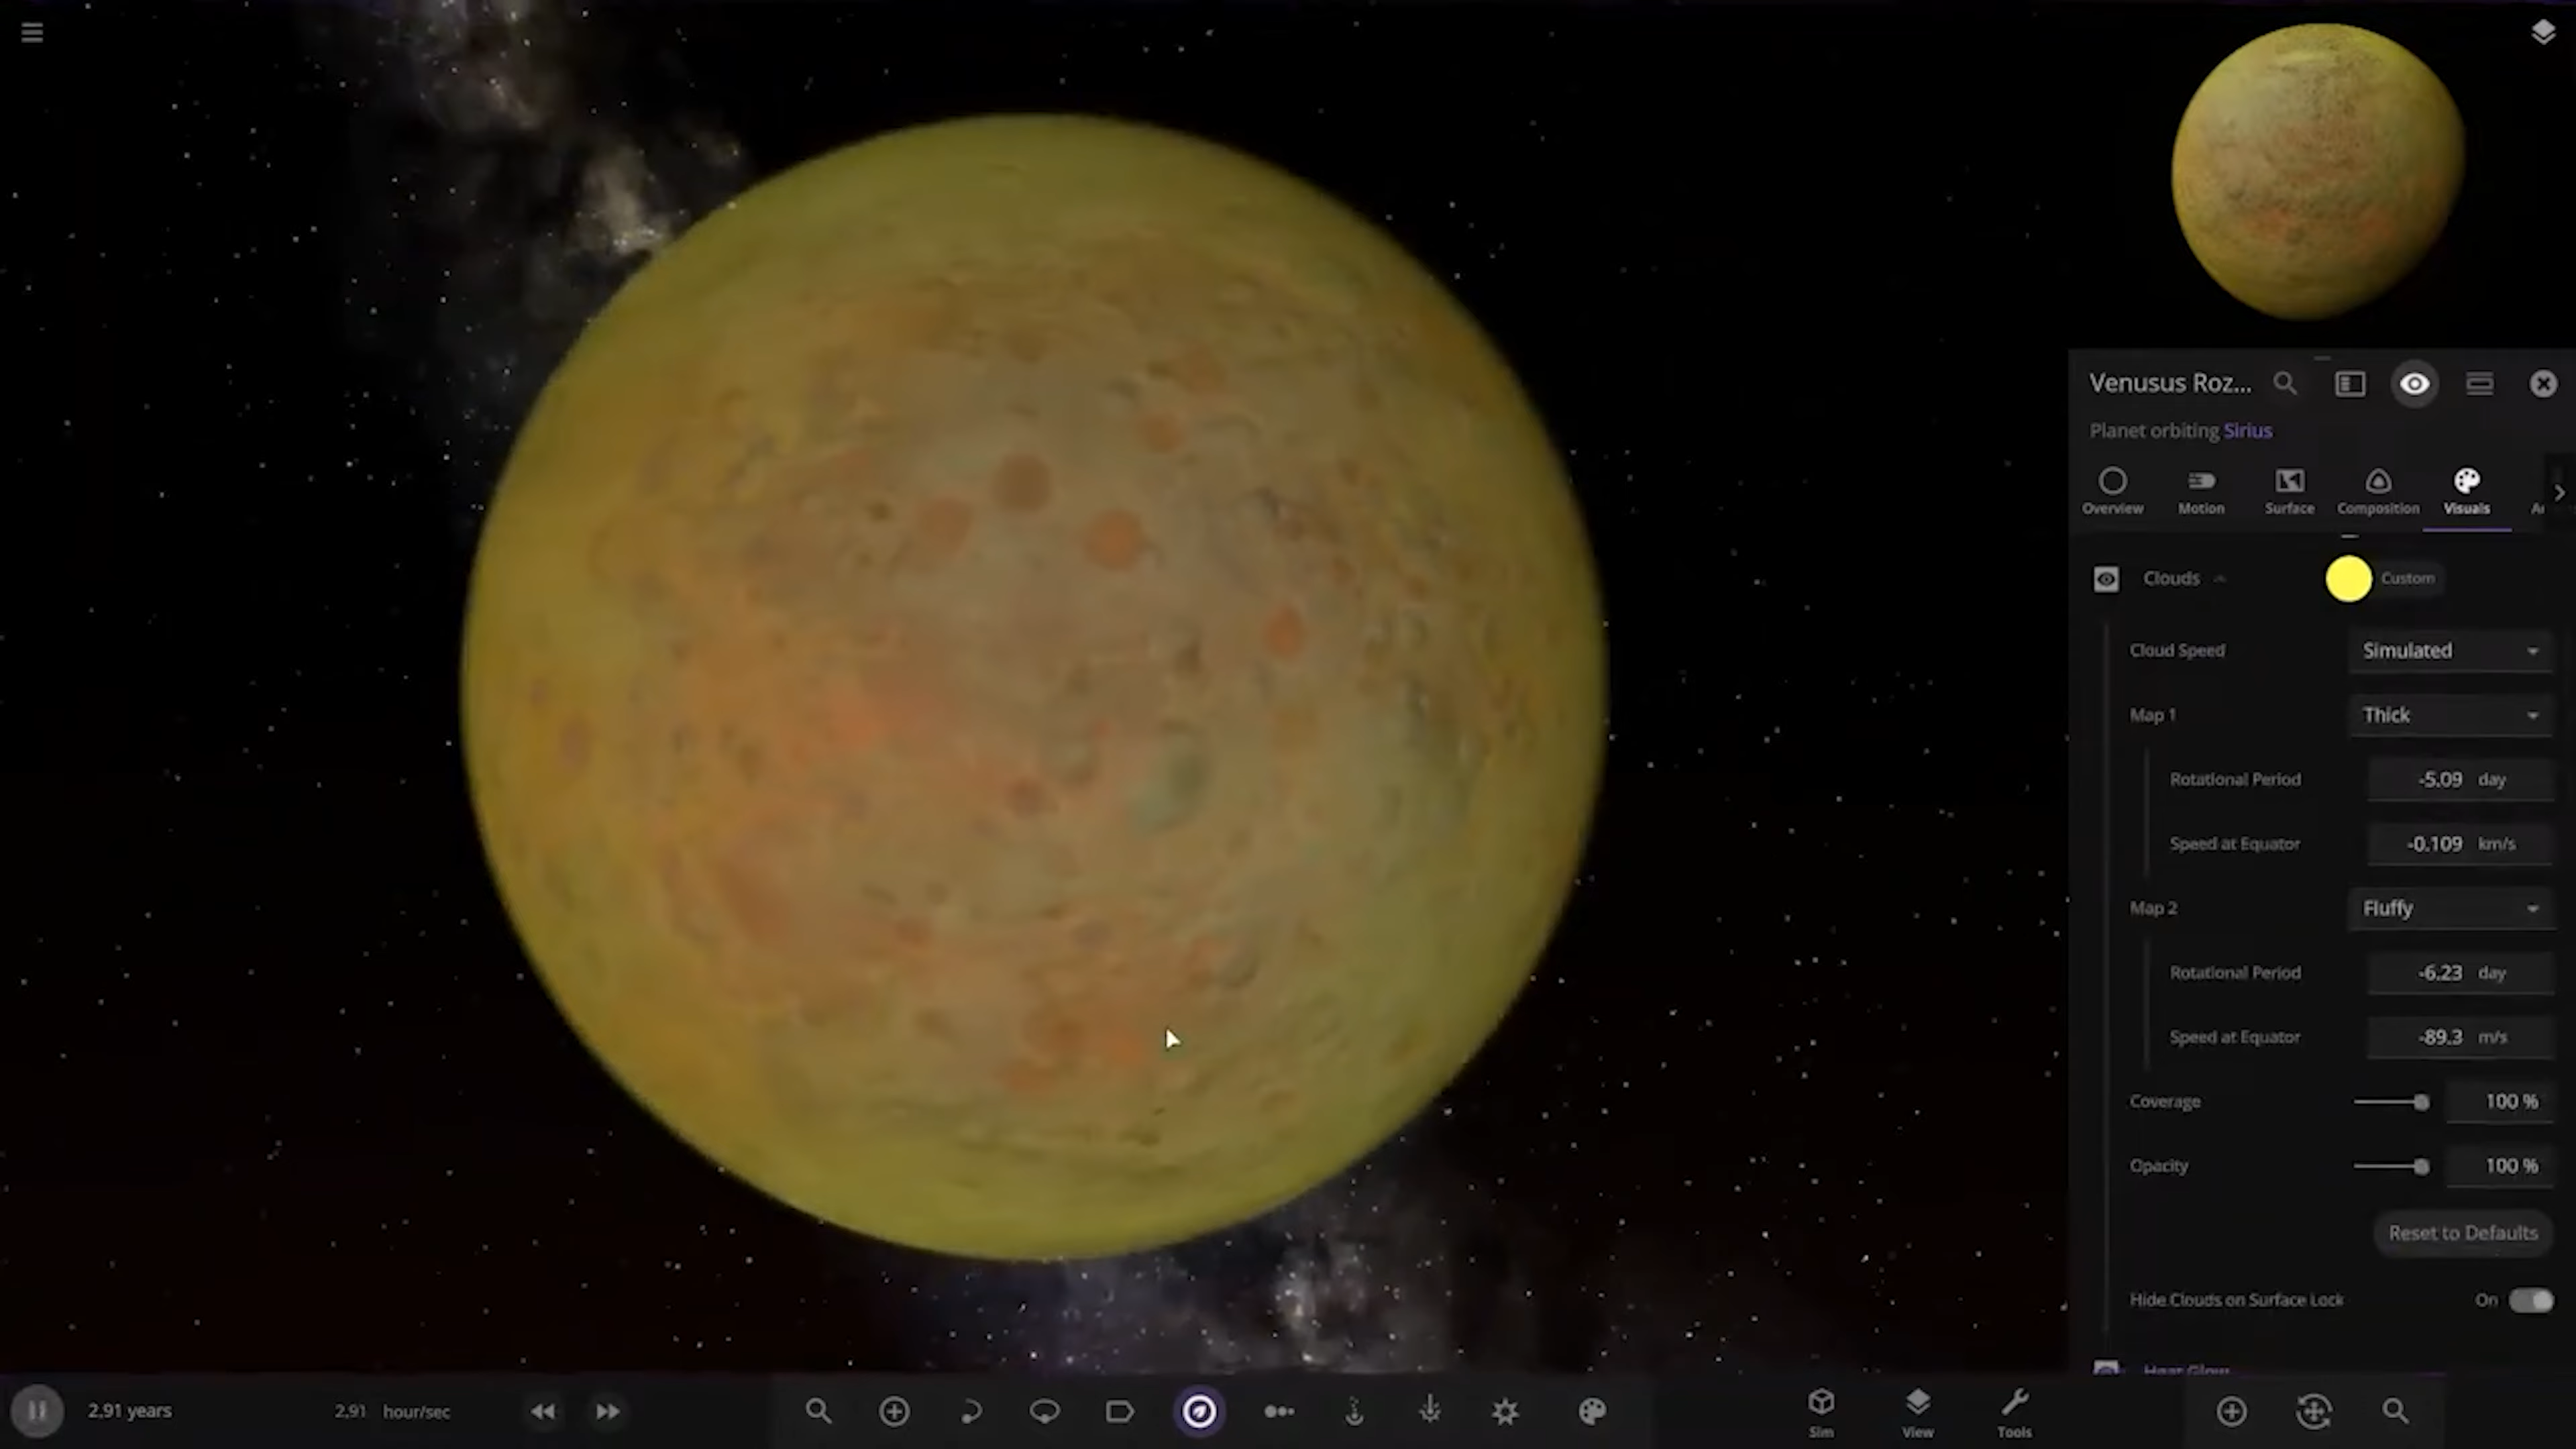 Venusus Roz...
Planet orbiting Sirius
Overview Motion Surface Composition Visuals
Clouds Custom
Cloud Speed Simulated
Map 1 Thick
Rotational Period -5.09 day
Speed at Equator -0.109 km/s
Map 2 Fluffy
Rotational Period -6.23 day
Speed at Equator -89.3 m/s
Coverage 100 %
Opacity 100 %
Reset to Defaults
Hide Clouds on Surface Lock On
Heat Glow
2.91 years 2.91 hour/sec Sim View Tools